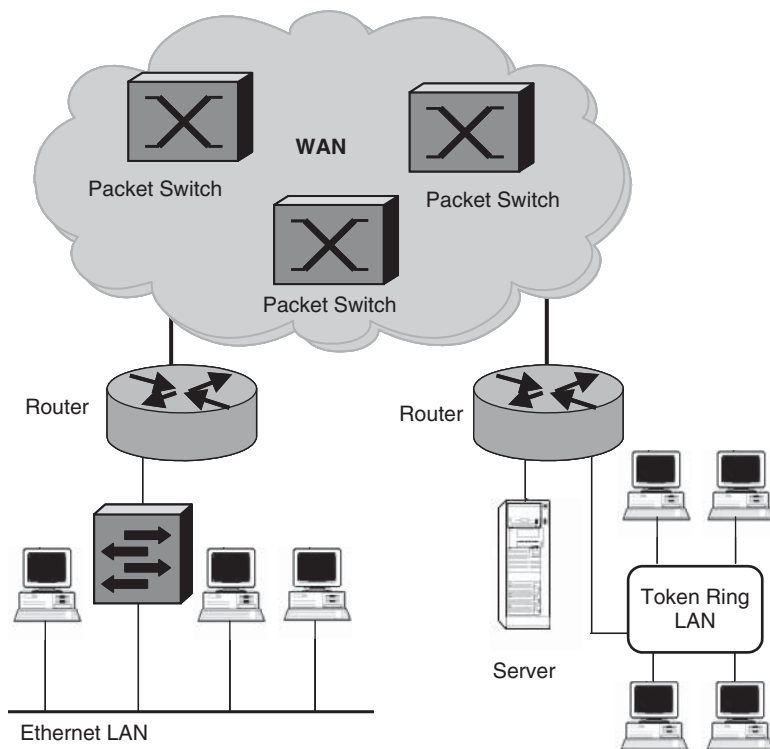 WAN
Packet Switch
Packet Switch
Packet Switch
Router
Router
Token Ring
LAN
Server
Ethernet LAN